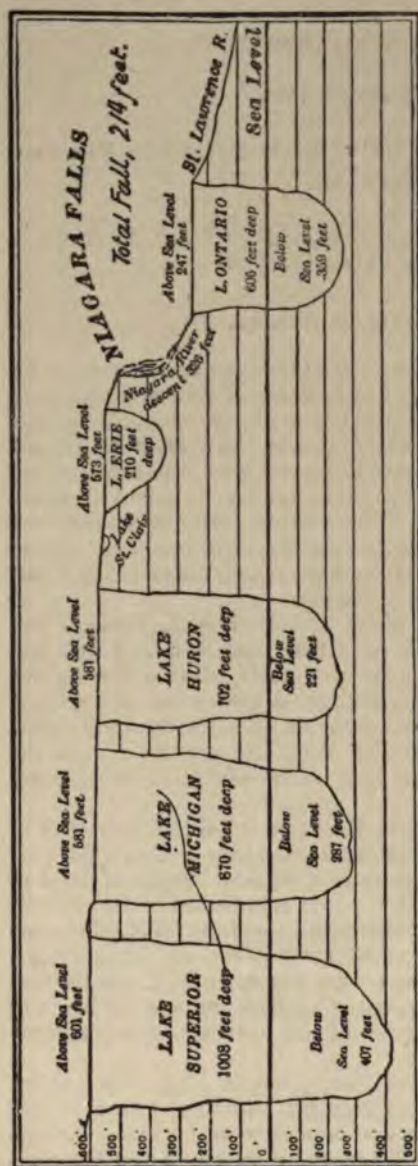 NIAGARA FALLS
Total Fall, 214 feet.
Above Sea Level
601 feet
Above Sea Level
581 feet.
Above Sea Level
581 feet
Above Sea Level
573 feet
Above Sea Level
247 feet
LAKE
SUPERIOR
1008 feet deep
Below
Sea Level
407 feet
LAKE
MICHIGAN
870 feet deep
Below
Sea Level
287 feet
LAKE
HURON
702 feet deep
Below
Sea Level
221 feet
Lake
St. Clair
L. ERIE
210 feet
deep
Niagara River
descent 326 feet
L. ONTARIO
feet deep
Below
Sea Level
359 feet
St. Lawrence R.
Sea Level
600'
500'
400'
300'
200'
100'
0'
100'
200'
300'
400'
500'